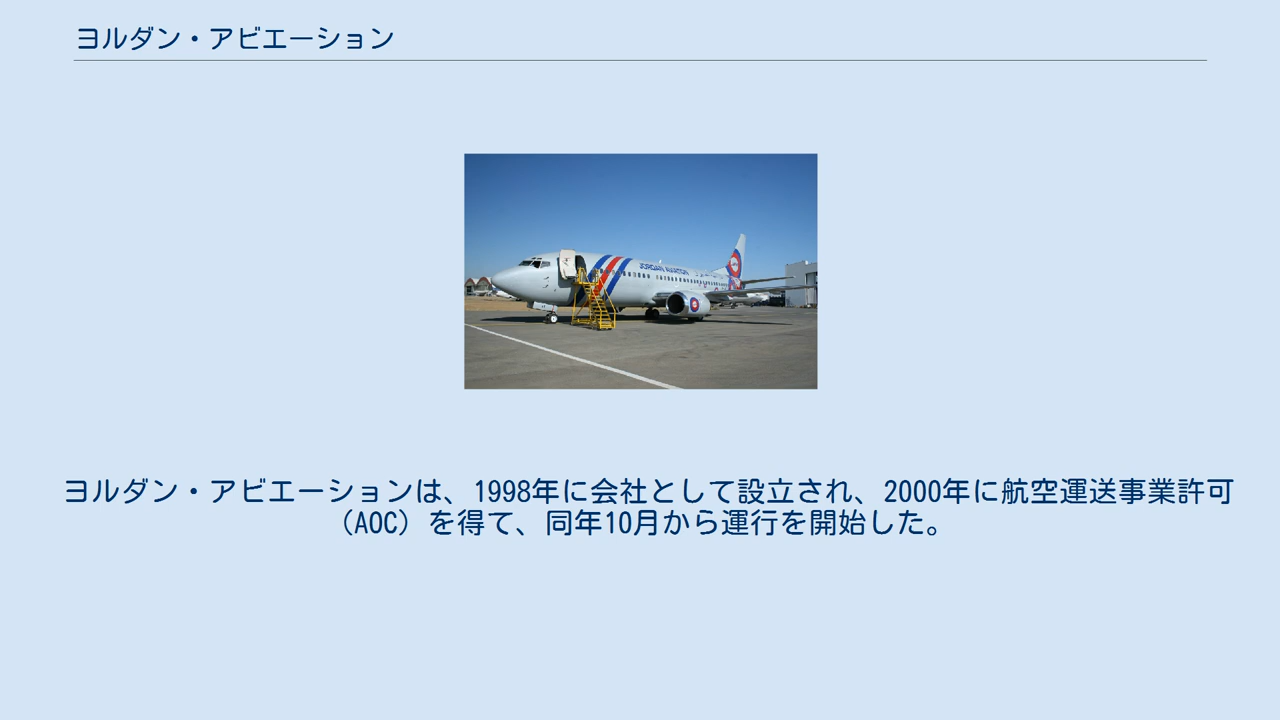 ヨルダン・アビエーション
JORDAN AVIATION
ヨルダン・アビエーションは、1998年に会社として設立され、2000年に航空運送事業許可
（AOC）を得て、同年10月から運行を開始した。